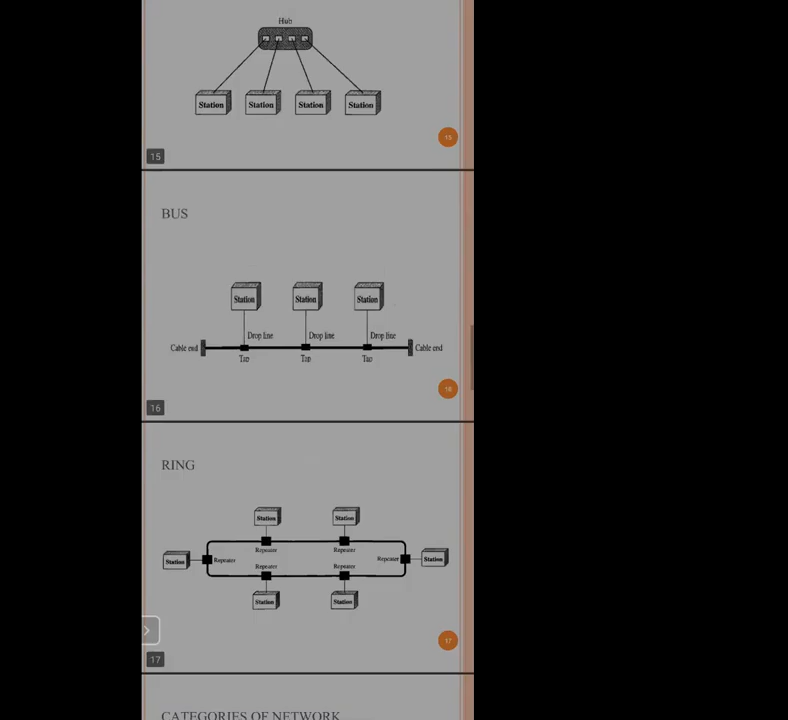 Hub
Station Station Station Station
15
15
BUS
Station Station Station
Drop line Drop line Drop line
Cable end Cable end
Tap Tap Tap
16
16
RING
Station Station
Repeater Repeater
Station Repeater Repeater Station
Repeater Repeater
Station Station
17
17
CATEGORIES OF NETWORK